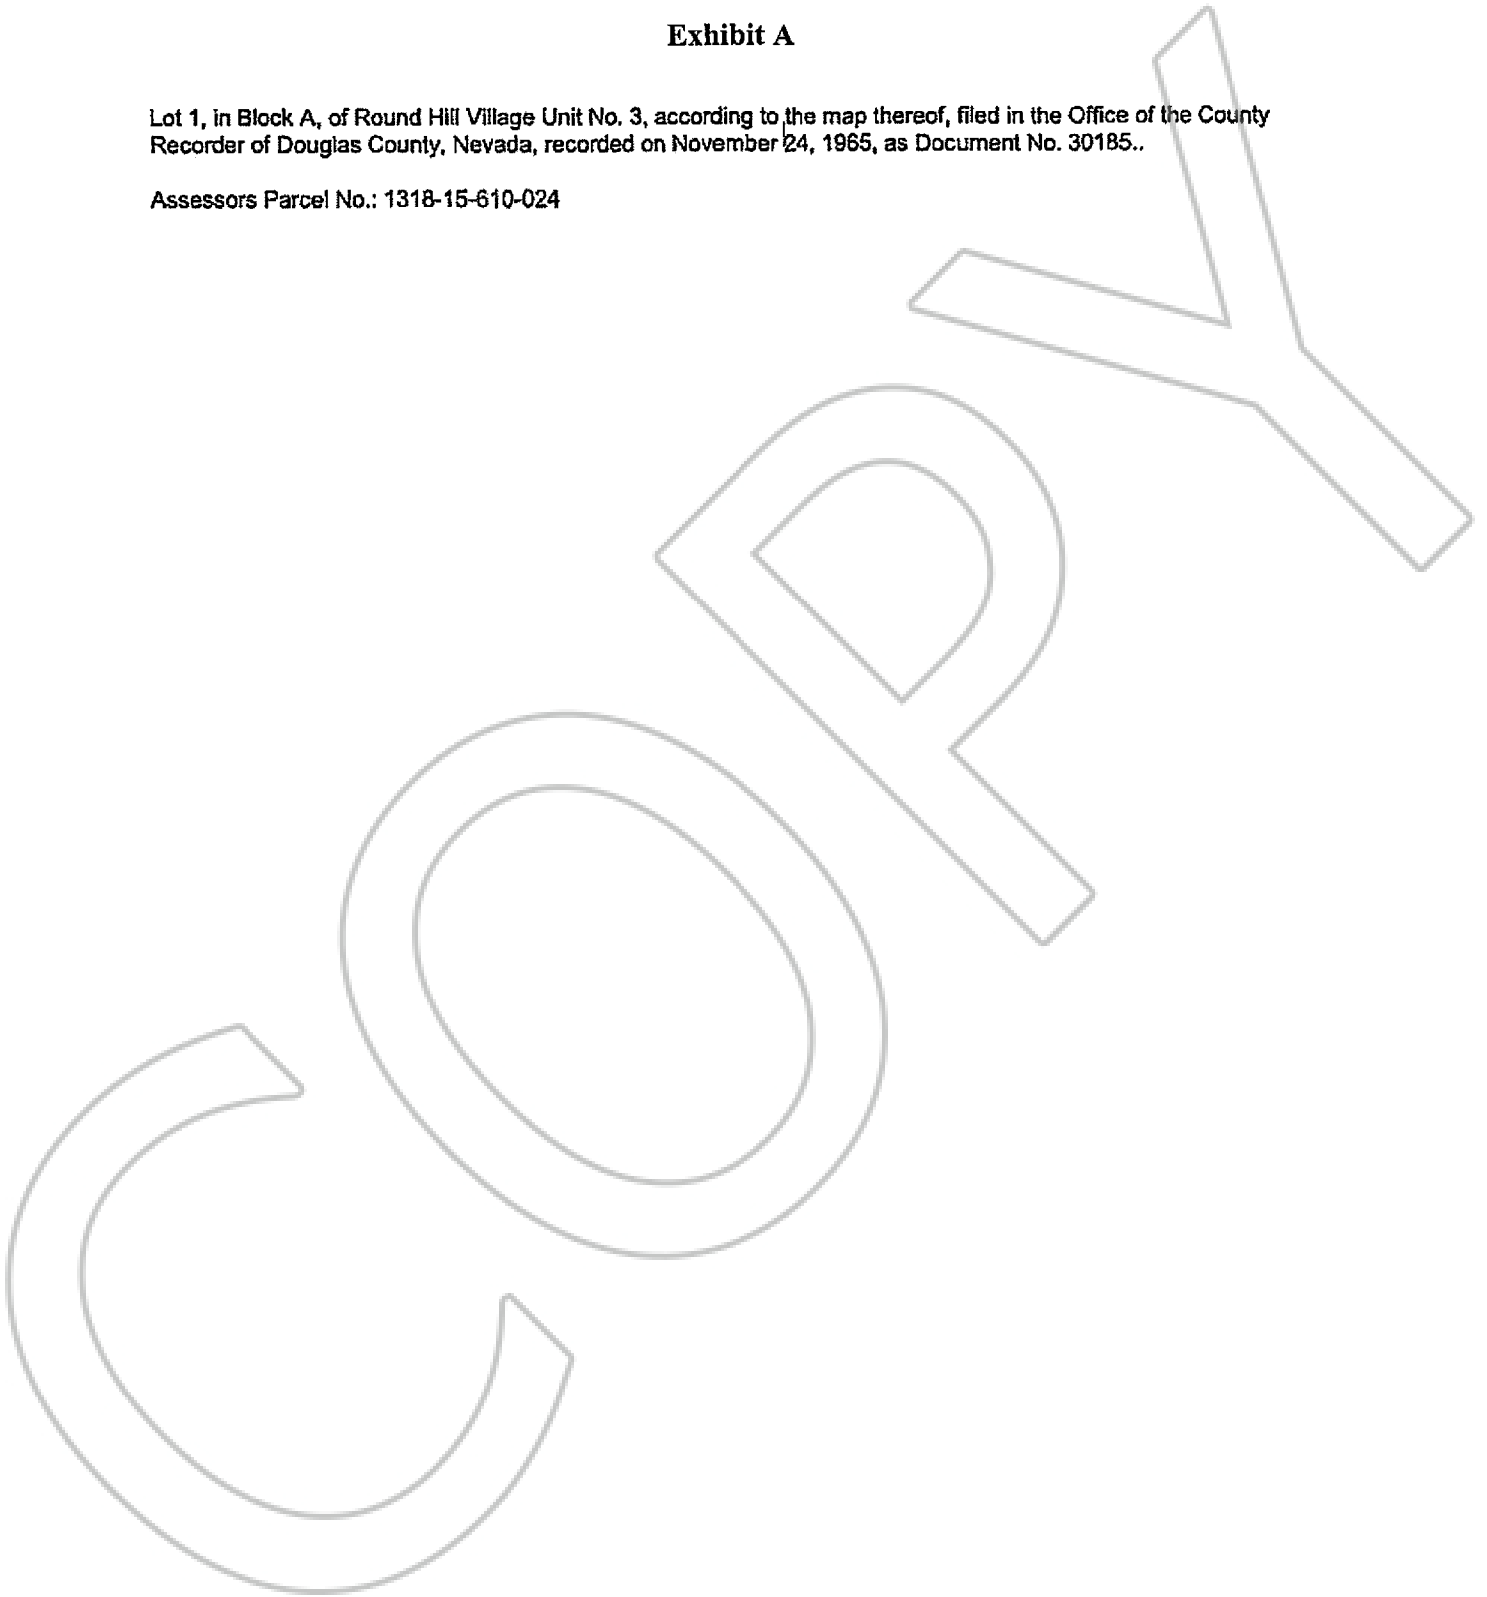 Exhibit A
Lot 1, in Block A, of Round Hill Village Unit No. 3, according to the map thereof, filed in the Office of the County
Recorder of Douglas County, Nevada, recorded on November 24, 1965, as Document No. 30185..
Assessors Parcel No.: 1318-15-610-024
COPY